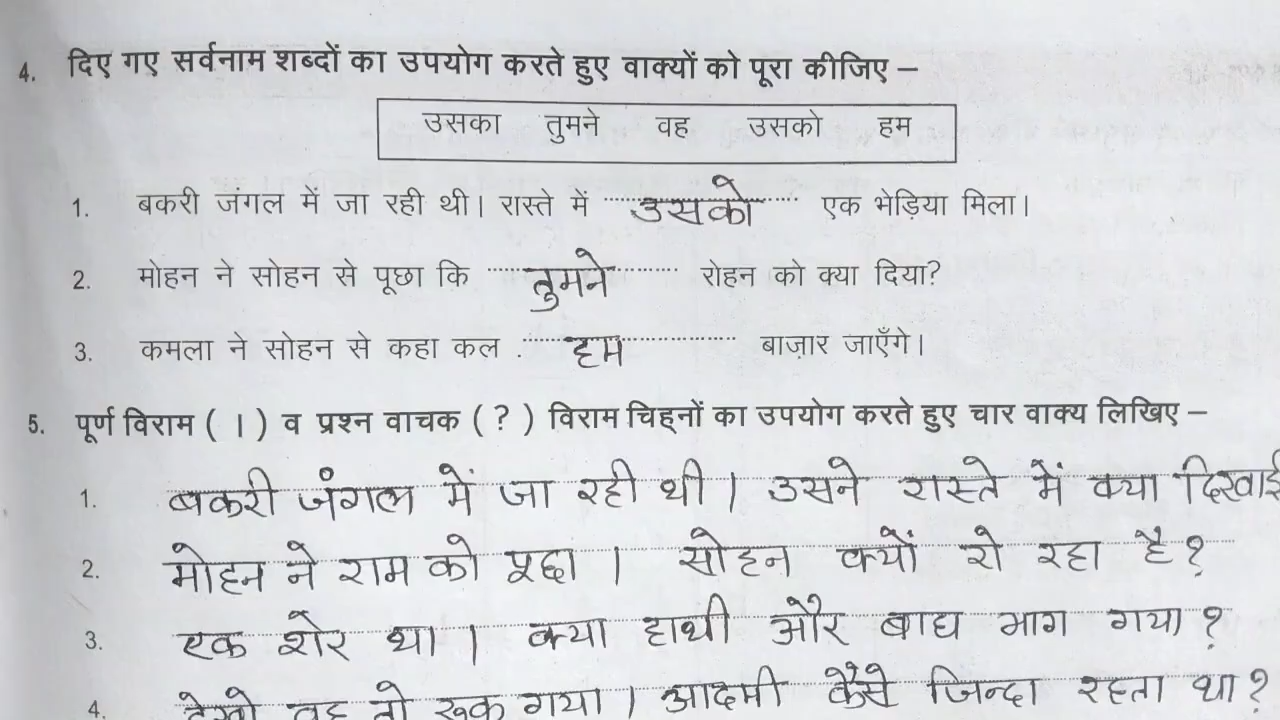 4. दिए गए सर्वनाम शब्दों का उपयोग करते हुए वाक्यों को पूरा कीजिए –
उसका तुमने वह उसको हम
1. बकरी जंगल में जा रही थी। रास्ते में उसको एक भेड़िया मिला।
2. मोहन ने सोहन से पूछा कि तुमने रोहन को क्या दिया?
3. कमला ने सोहन से कहा कल हम बाज़ार जाएँगे।
5. पूर्ण विराम ( । ) व प्रश्न वाचक ( ? ) विराम चिह्नों का उपयोग करते हुए चार वाक्य लिखिए –
1. बकरी जंगल में जा रही थी । उसने रास्ते में क्या दिखाई
2. मोहन ने राम को पूछा । सोहन क्यों रो रहा है ?
3. एक शेर था । क्या हाथी और बाघ भाग गया ?
4. देखो वह तो रूक गया । आदमी कैसे जिन्दा रहता था ?